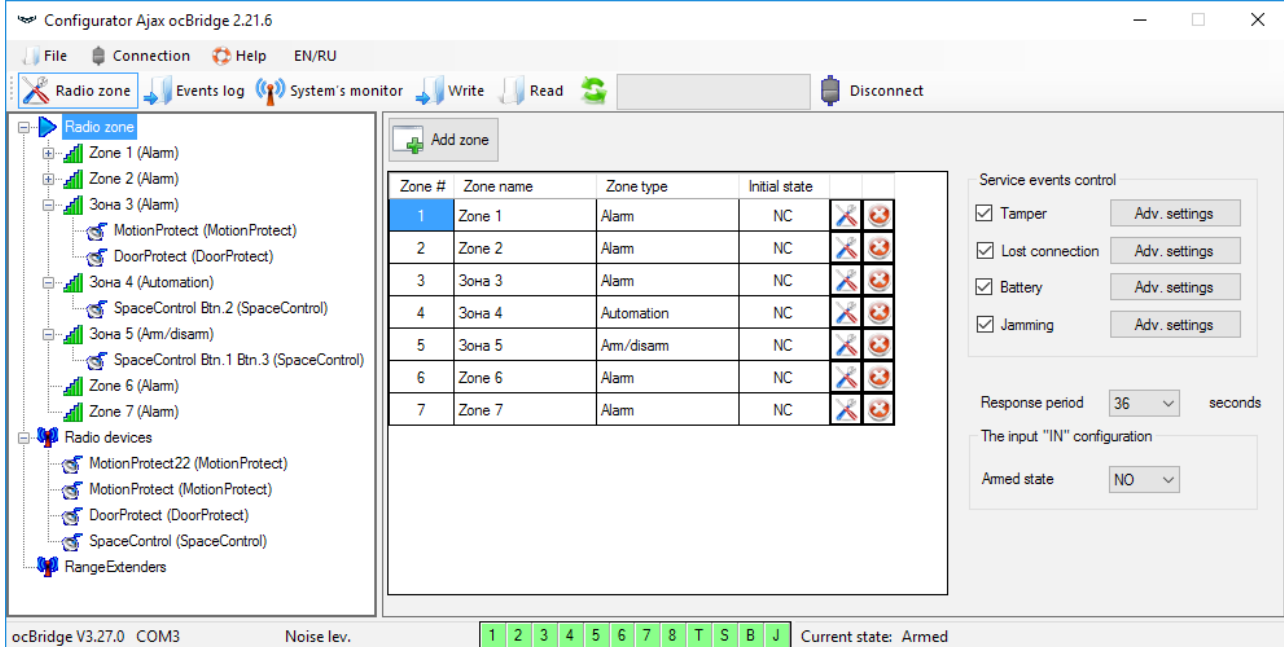 Configurator Ajax ocBridge 2.21.6
File Connection Help EN/RU
Radio zone Events log System's monitor Write Read Disconnect
Radio zone
Zone 1 (Alarm)
Zone 2 (Alarm)
Зона 3 (Alarm)
MotionProtect (MotionProtect)
DoorProtect (DoorProtect)
Зона 4 (Automation)
SpaceControl Btn.2 (SpaceControl)
Зона 5 (Arm/disarm)
SpaceControl Btn.1 Btn.3 (SpaceControl)
Zone 6 (Alarm)
Zone 7 (Alarm)
Radio devices
MotionProtect22 (MotionProtect)
MotionProtect (MotionProtect)
DoorProtect (DoorProtect)
SpaceControl (SpaceControl)
RangeExtenders
Add zone
Zone # Zone name Zone type Initial state
1 Zone 1 Alarm NC
2 Zone 2 Alarm NC
3 Зона 3 Alarm NC
4 Зона 4 Automation NC
5 Зона 5 Arm/disarm NC
6 Zone 6 Alarm NC
7 Zone 7 Alarm NC
Service events control
Tamper Adv. settings
Lost connection Adv. settings
Battery Adv. settings
Jamming Adv. settings
Response period 36 seconds
The input "IN" configuration
Armed state NO
ocBridge V3.27.0 COM3 Noise lev. 1 2 3 4 5 6 7 8 T S B J Current state: Armed